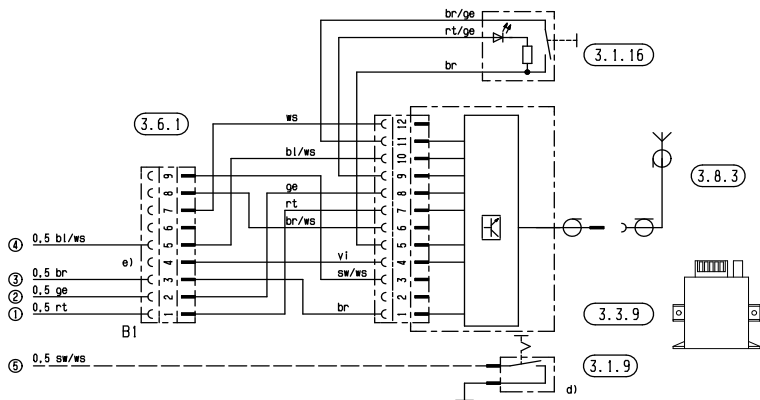 br/ge
rt/ge
br
3.1.16
3.6.1
ws
bl/ws
ge
rt
br/ws
vi
sw/ws
br
12
11
10
9
8
7
6
5
4
3
2
1
9
8
7
6
5
4
3
2
1
3.8.3
4 0.5 bl/ws
e)
3 0.5 br
2 0.5 ge
1 0.5 rt
B1
3.3.9
5 0.5 sw/ws
3.1.9
d)